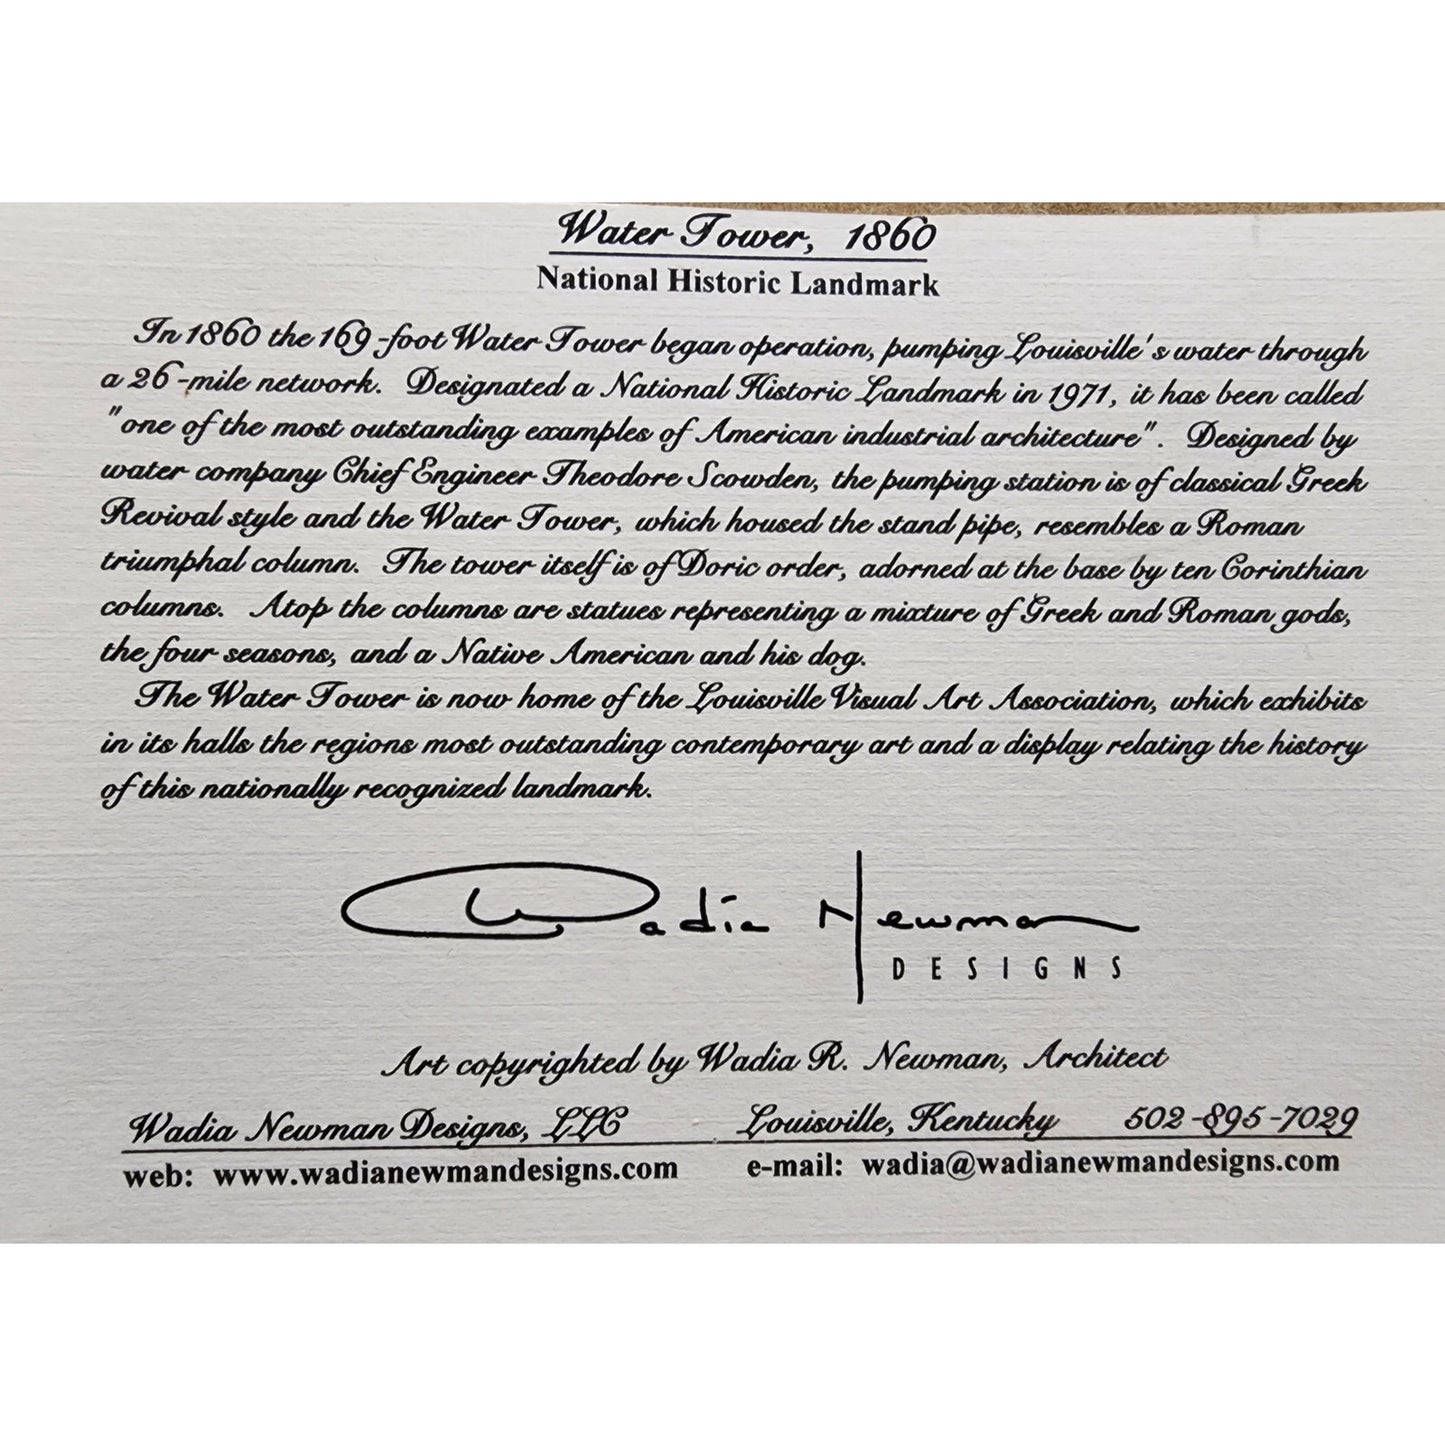 Water Tower, 1860
National Historic Landmark
In 1860 the 169-foot Water Tower began operation, pumping Louisville's water through
a 26-mile network. Designated a National Historic Landmark in 1971, it has been called
"one of the most outstanding examples of American industrial architecture". Designed by
water company Chief Engineer Theodore Scowden, the pumping station is of classical Greek
Revival style and the Water Tower, which housed the stand pipe, resembles a Roman
triumphal column. The tower itself is of Doric order, adorned at the base by ten Corinthian
columns. Atop the columns are statues representing a mixture of Greek and Roman gods,
the four seasons, and a Native American and his dog.
The Water Tower is now home of the Louisville Visual Art Association, which exhibits
in its halls the regions most outstanding contemporary art and a display relating the history
of this nationally recognized landmark.
Wadia Newman
DESIGNS
Art copyrighted by Wadia R. Newman, Architect
Wadia Newman Designs, LLC Louisville, Kentucky 502-895-7029
web: www.wadianewmandesigns.com e-mail: wadia@wadianewmandesigns.com